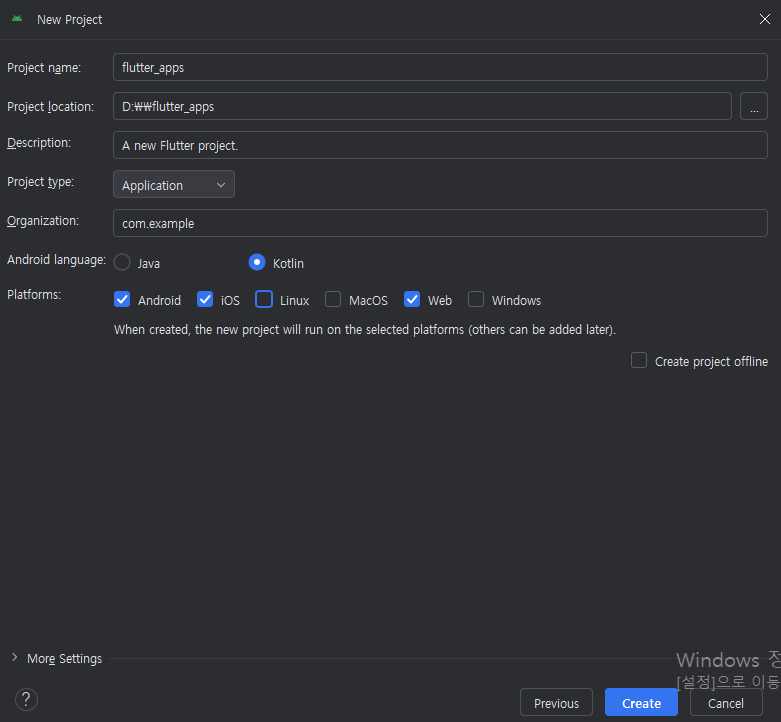 New Project
Project name: flutter_apps
Project location: D:₩₩flutter_apps ...
Description: A new Flutter project.
Project type: Application
Organization: com.example
Android language: Java Kotlin
Platforms: Android iOS Linux MacOS Web Windows
When created, the new project will run on the selected platforms (others can be added later).
Create project offline
More Settings
Windows 정
[설정]으로 이동
? Previous Create Cancel